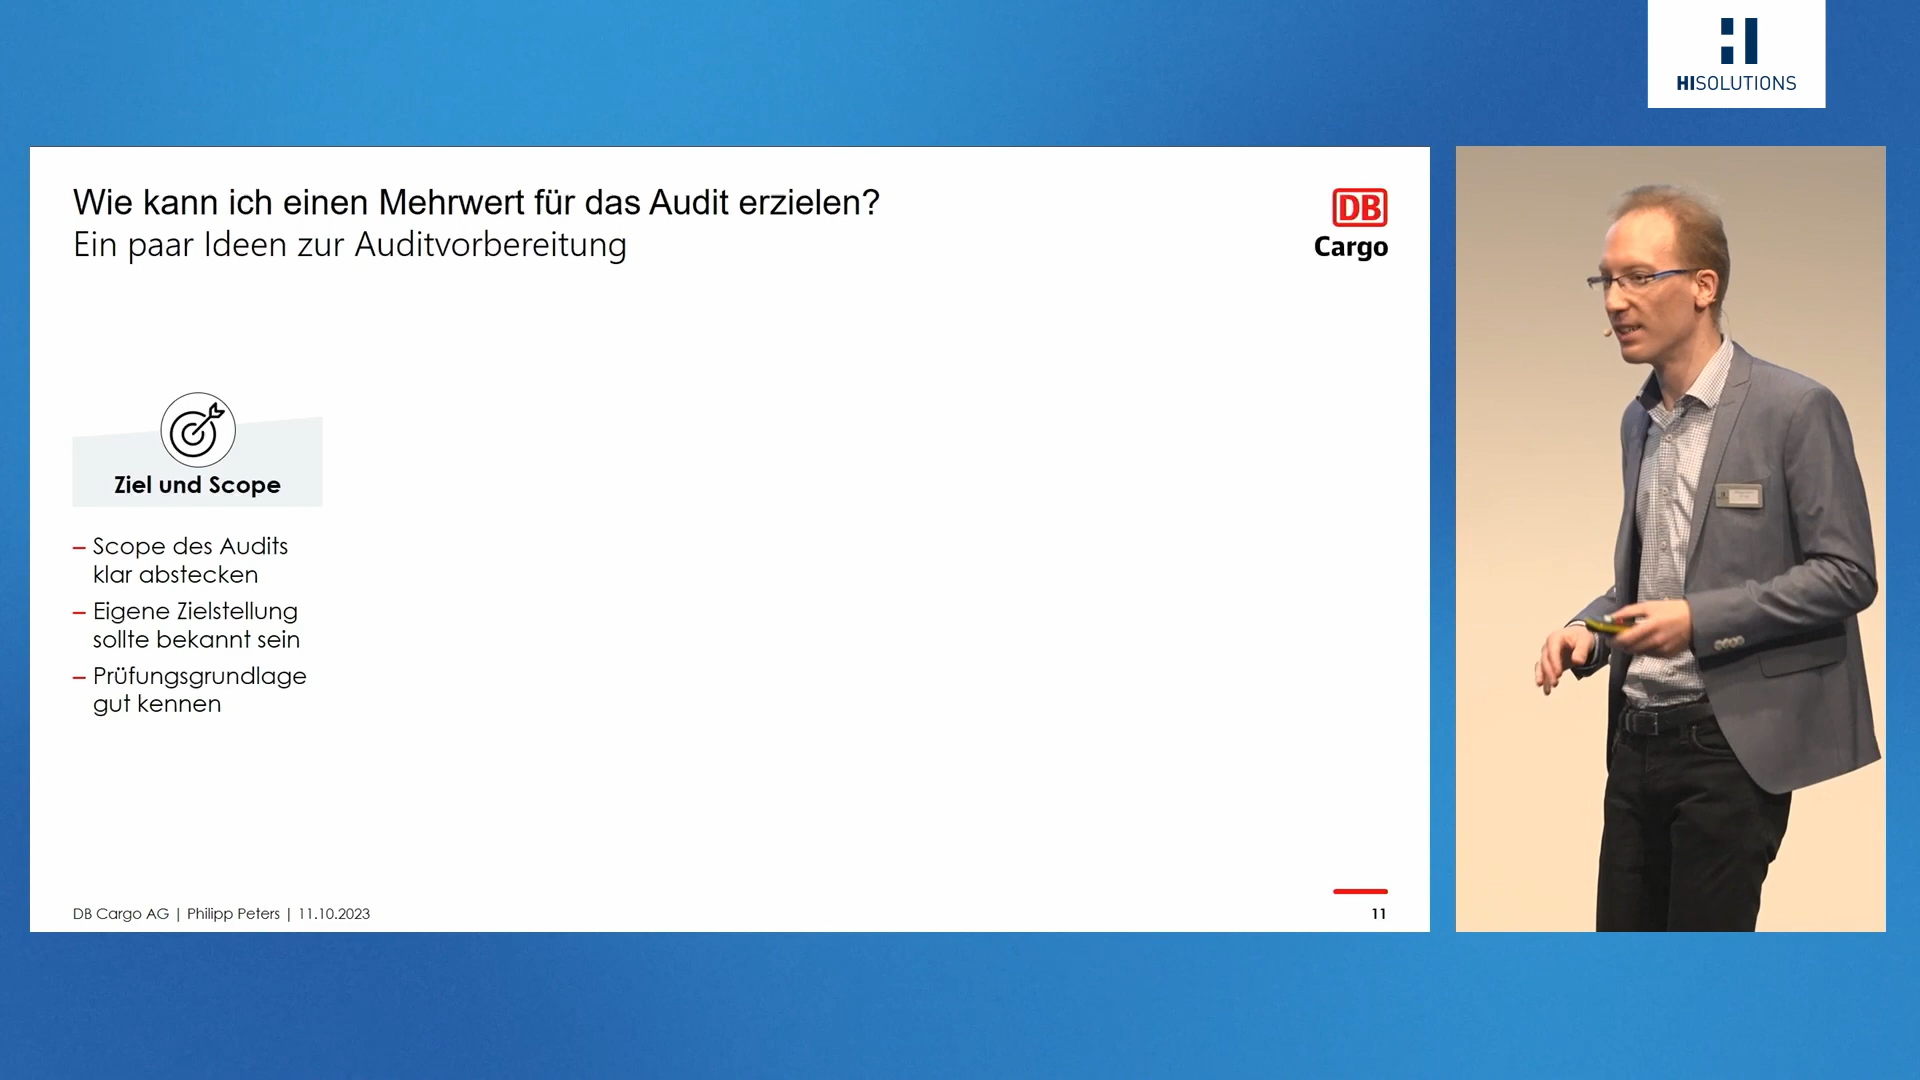 HISOLUTIONS
Wie kann ich einen Mehrwert für das Audit erzielen?
Ein paar Ideen zur Auditvorbereitung
DB
Cargo
Ziel und Scope
– Scope des Audits
klar abstecken
– Eigene Zielstellung
sollte bekannt sein
– Prüfungsgrundlage
gut kennen
DB Cargo AG | Philipp Peters | 11.10.2023
11